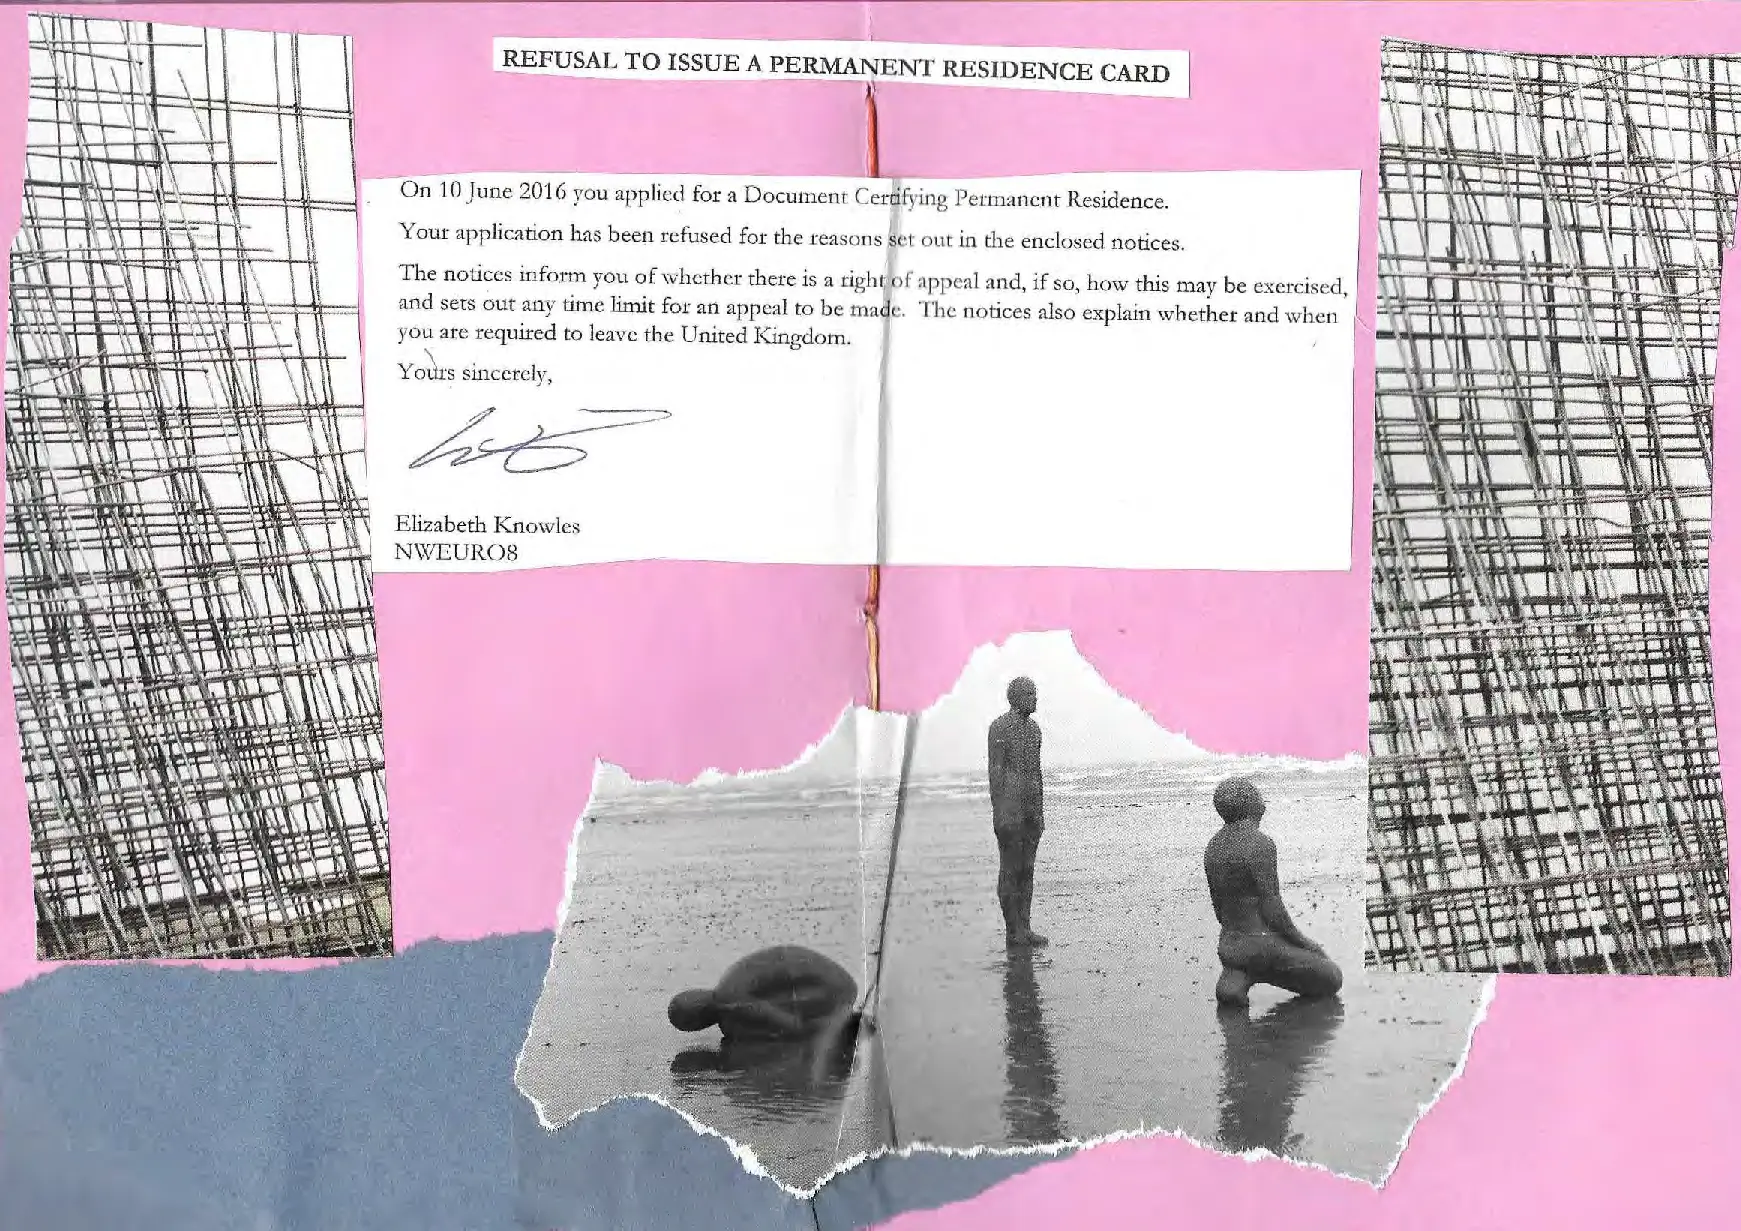 REFUSAL TO ISSUE A PERMANENT RESIDENCE CARD
On 10 June 2016 you applied for a Document Certifying Permanent Residence.
Your application has been refused for the reasons set out in the enclosed notices.
The notices inform you of whether there is a right of appeal and, if so, how this may be exercised,
and sets out any time limit for an appeal to be made. The notices also explain whether and when
you are required to leave the United Kingdom.
Yours sincerely,
Elizabeth Knowles
NWEURO8